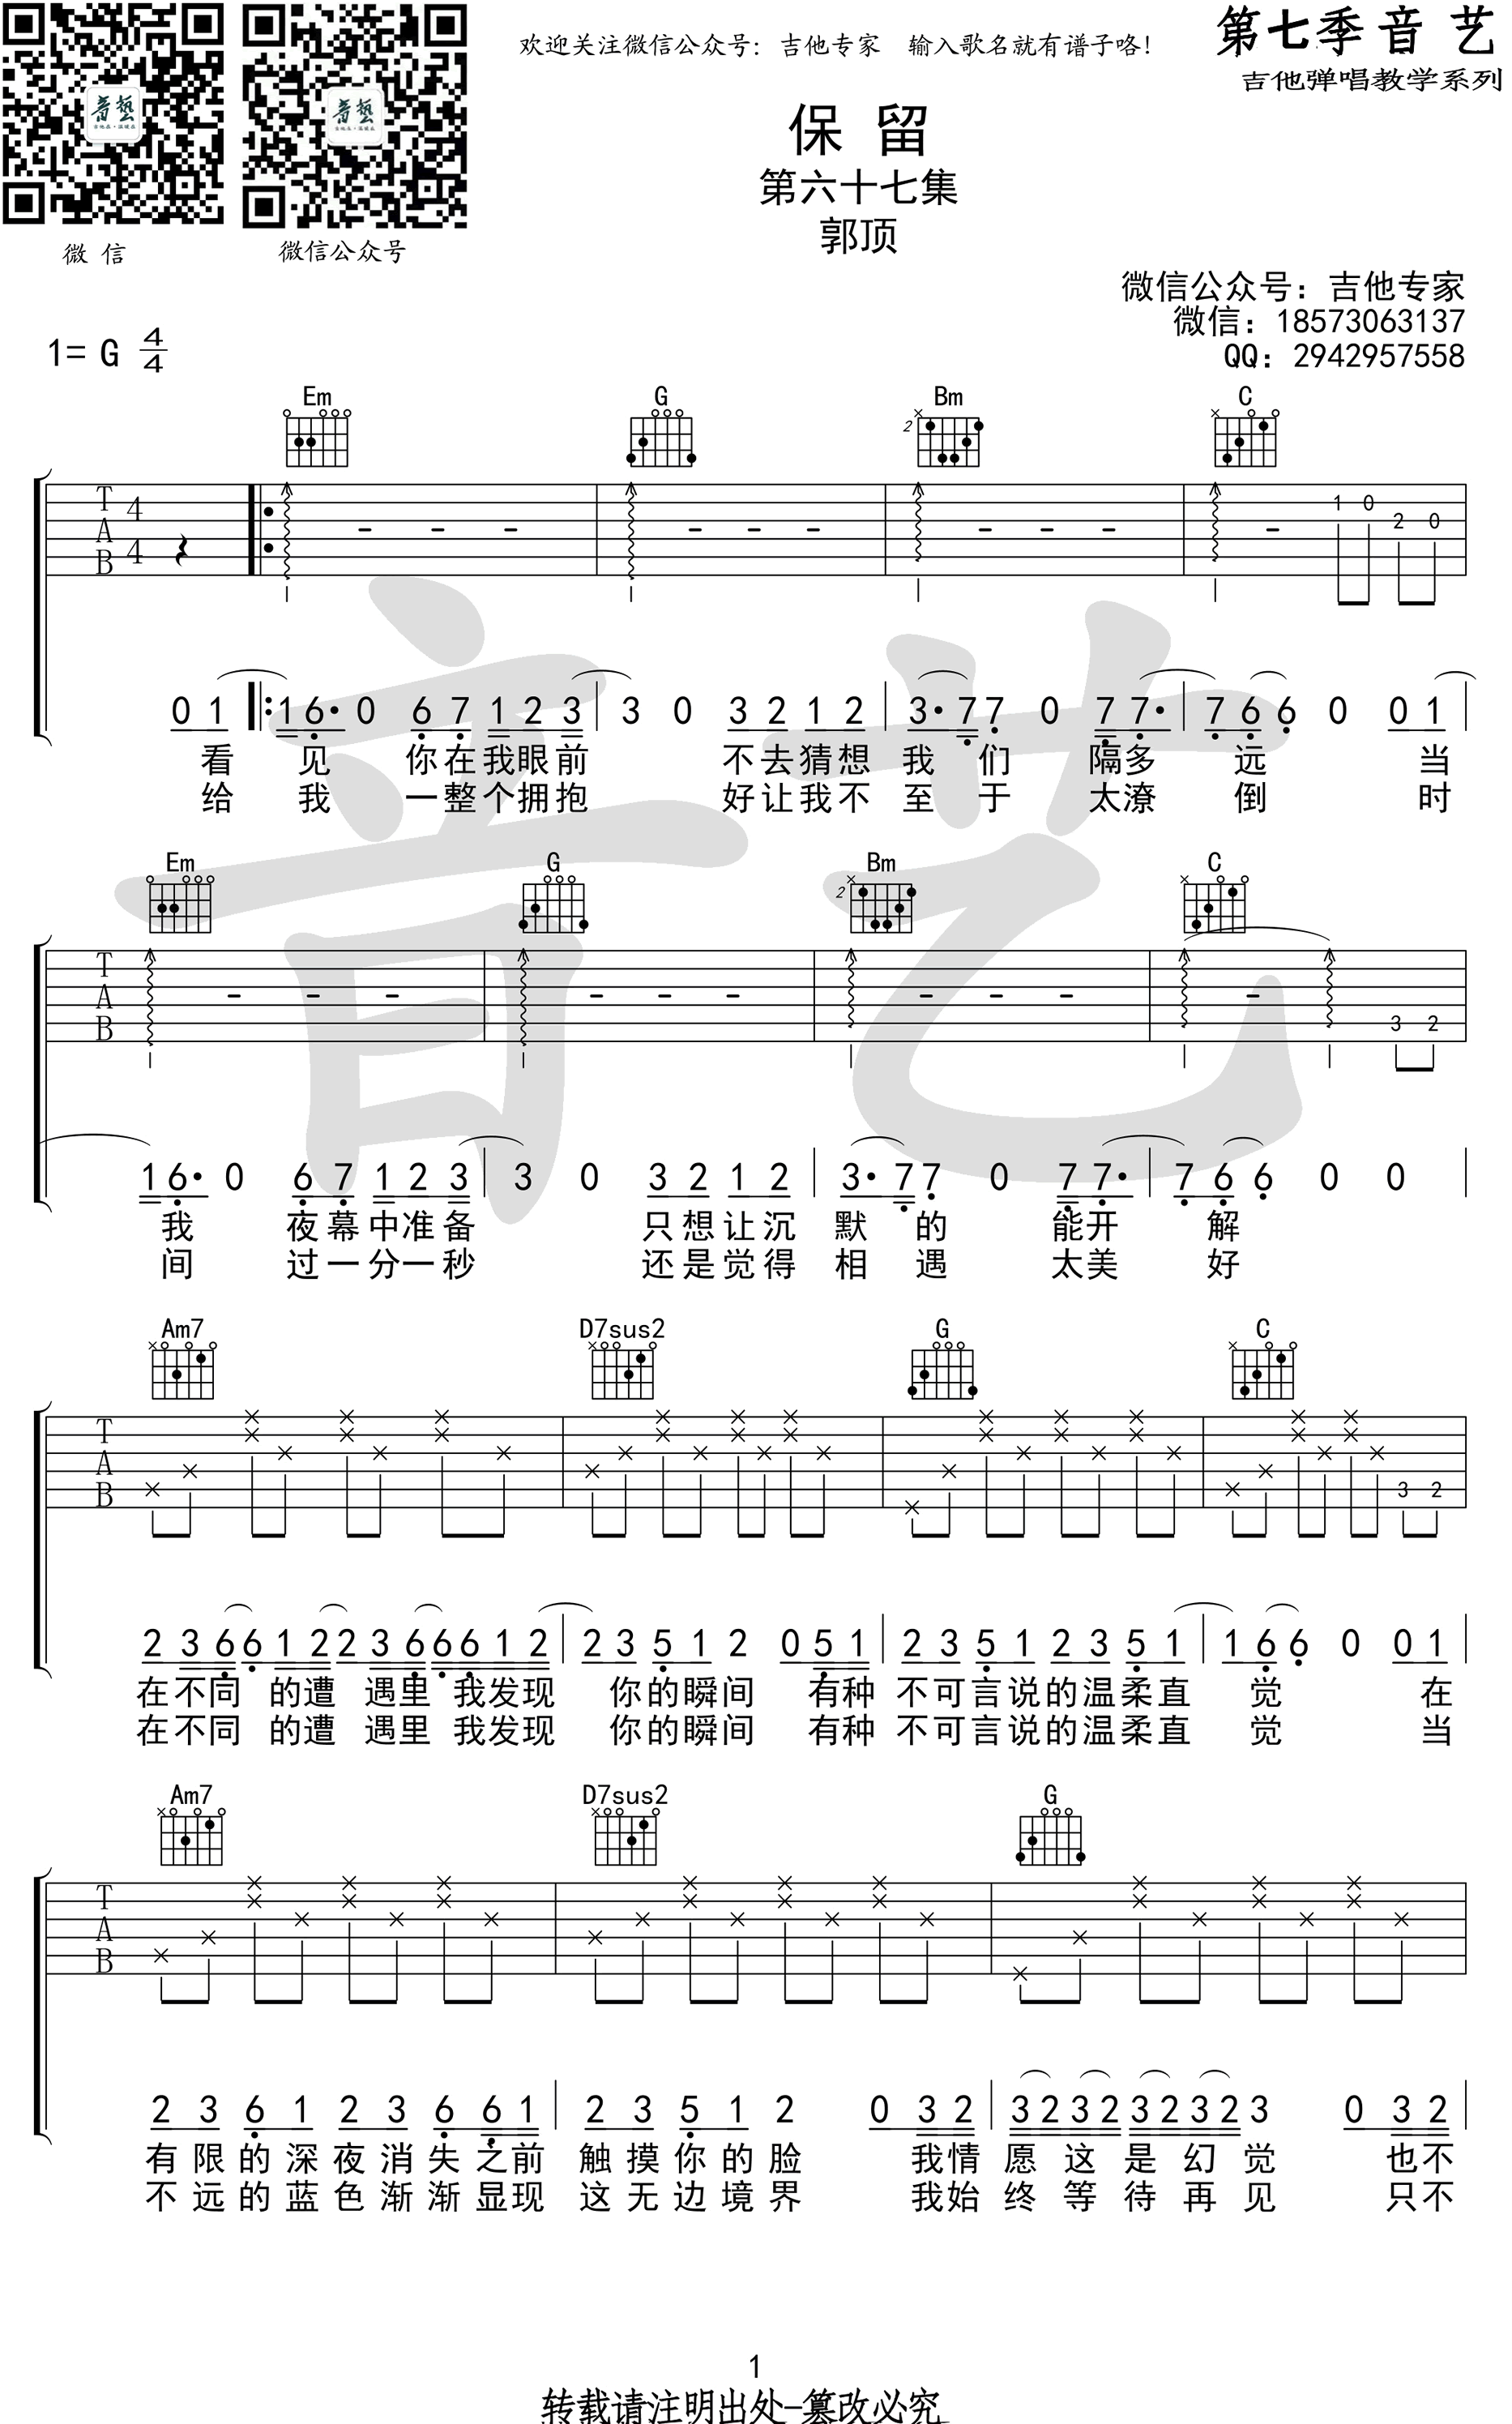 欢迎关注微信公众号：吉他专家 输入歌名就有谱子咯！
第七季音 艺
吉他弹唱教学系列
音藝
音藝
微 信
微信公众号
保 留
第六十七集
郭顶
微信公众号：吉他专家
微信：18573063137
QQ：2942957558
1= G 4/4
Em G Bm C
2
T A B 4 4
1 0 2 0
0 1 1 6· 0 6 7 1 2 3 3 0 3 2 1 2 3· 7 7 0 7 7· 7 6 6 0 0 1
看 见 你在我眼前 不去猜想 我 们 隔多 远 当
给 我 一整个拥抱 好让我不 至 于 太潦 倒 时
Em G Bm C
2
T A B
3 2
1 6· 0 6 7 1 2 3 3 0 3 2 1 2 3· 7 7 0 7 7· 7 6 6 0 0
我 夜幕中准备 只想让沉 默 的 能开 解
间 过一分一秒 还是觉得 相 遇 太美 好
Am7 D7sus2 G C
T A B
3 2
2 3 6 6 1 2 2 3 6 6 6 1 2 2 3 5 1 2 0 5 1 2 3 5 1 2 3 5 1 1 6 6 0 0 1
在不同 的遭 遇里 我发现 你的瞬间 有种 不可言说的温柔直 觉 在
在不同 的遭 遇里 我发现 你的瞬间 有种 不可言说的温柔直 觉 当
Am7 D7sus2 G
T A B
2 3 6 1 2 3 6 6 1 2 3 5 1 2 0 3 2 3 2 3 2 3 2 3 2 3 0 3 2
有限的深夜消失之前 触摸你的脸 我情 愿 这 是 幻 觉 也不
不远的蓝色渐渐显现 这无边境界 我始 终 等 待 再 见 只不
1
转载请注明出处-篡改必究
音艺